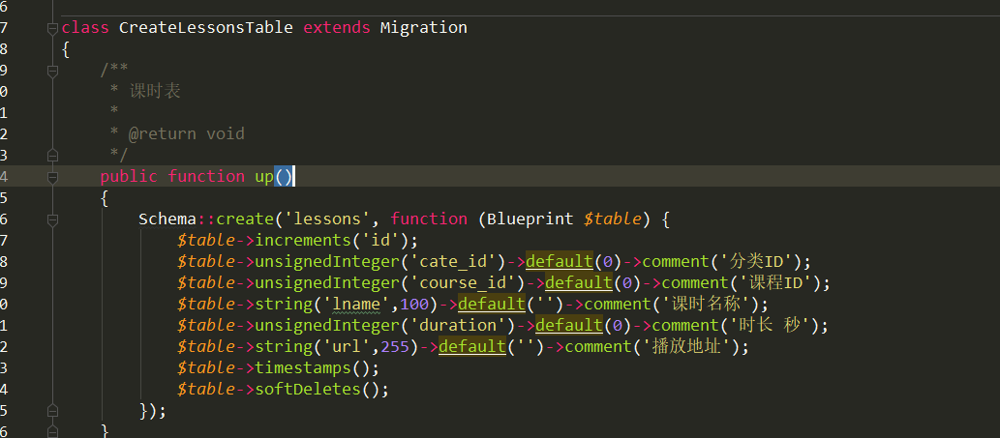 6
7 class CreateLessonsTable extends Migration
8 {
9 /**
0 * 课时表
1 *
2 * @return void
3 */
4 public function up()
5 {
6 Schema::create('lessons', function (Blueprint $table) {
7 $table->increments('id');
8 $table->unsignedInteger('cate_id')->default(0)->comment('分类ID');
9 $table->unsignedInteger('course_id')->default(0)->comment('课程ID');
0 $table->string('lname',100)->default('')->comment('课时名称');
1 $table->unsignedInteger('duration')->default(0)->comment('时长 秒');
2 $table->string('url',255)->default('')->comment('播放地址');
3 $table->timestamps();
4 $table->softDeletes();
5 });
6 }